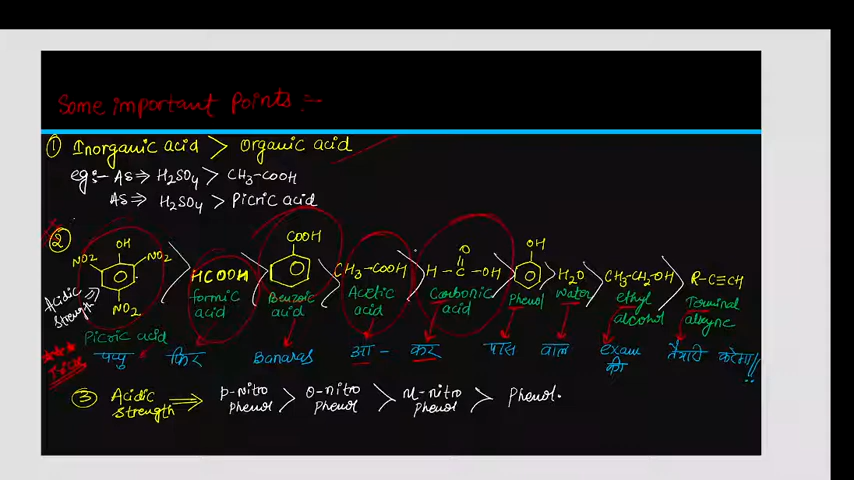 Some important Points :-
① Inorganic acid > Organic acid
eg:- As ⇒ H2SO4 > CH3-COOH
As ⇒ H2SO4 > Picric acid
②
OH COOH O OH
NO2 NO2 > HCOOH > CH3-COOH H-C-OH > H2O > CH3-CH2-OH > R-C≡CH
NO2
Acidic Strength ⇒
Picric acid formic acid Benzoic acid Acetic acid Carbonic acid Phenol water ethyl alcohol Terminal alkyne
Trick पप्पु फिर Banaras आ - कर पास वाले exam की तैयारी करेगा!!
③ Acidic strength ⇒ p-nitro phenol > O-nitro phenol > M-nitro phenol > Phenol.